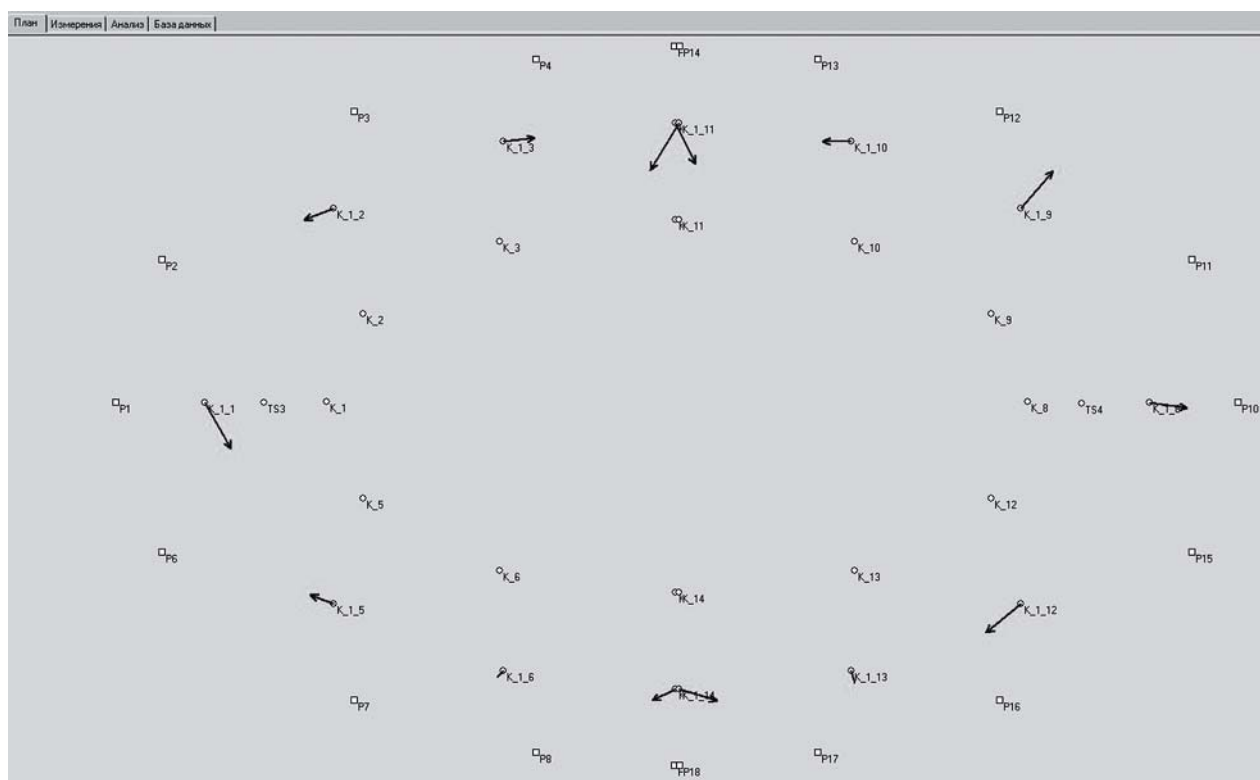 План Измерения Анализ База данных
P4 P14 P13
P3 P12
K_1_3 K_1_11 K_1_10
K_1_2 K_1_9
K_3 K_11 K_10
P2 P11
K_2 K_9
P1 K_1_1 TS3 K_1 K_8 TS4 P10
K_5 K_12
P6 P15
K_6 K_14 K_13
K_1_5 K_1_12
K_1_6 K_1_14 K_1_13
P7 P16
P8 P18 P17